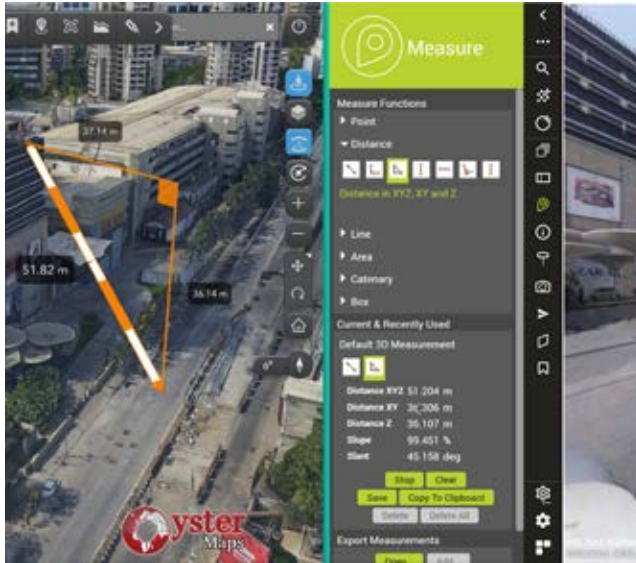 37.14 m
51.82 m
36.14 m
0°
yster
Maps
Measure
Measure Functions
Point
Distance
Distance in XYZ, XY and Z
Line
Area
Catenary
Box
Current & Recently Used
Default 3D Measurement
Distance XYZ 51.204 m
Distance XY
Distance Z 36.107 m
Slope 99.451 %
Slant 45.158 deg
Stop Clear
Save Copy To Clipboard
Delete Delete All
Export Measurements